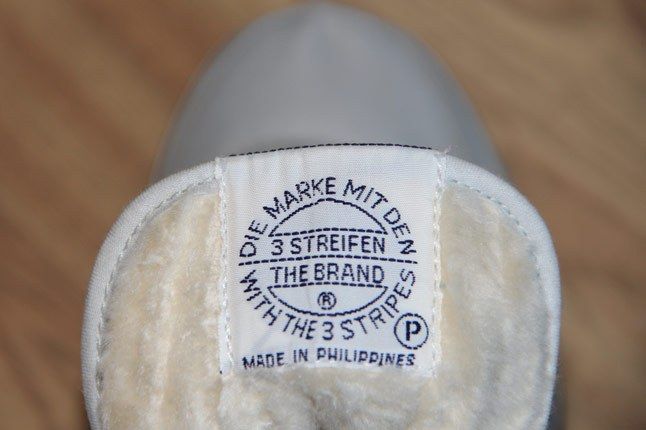 DIE MARKE MIT DEN
3 STREIFEN
THE BRAND
®
WITH THE 3 STRIPES
P
MADE IN PHILIPPINES